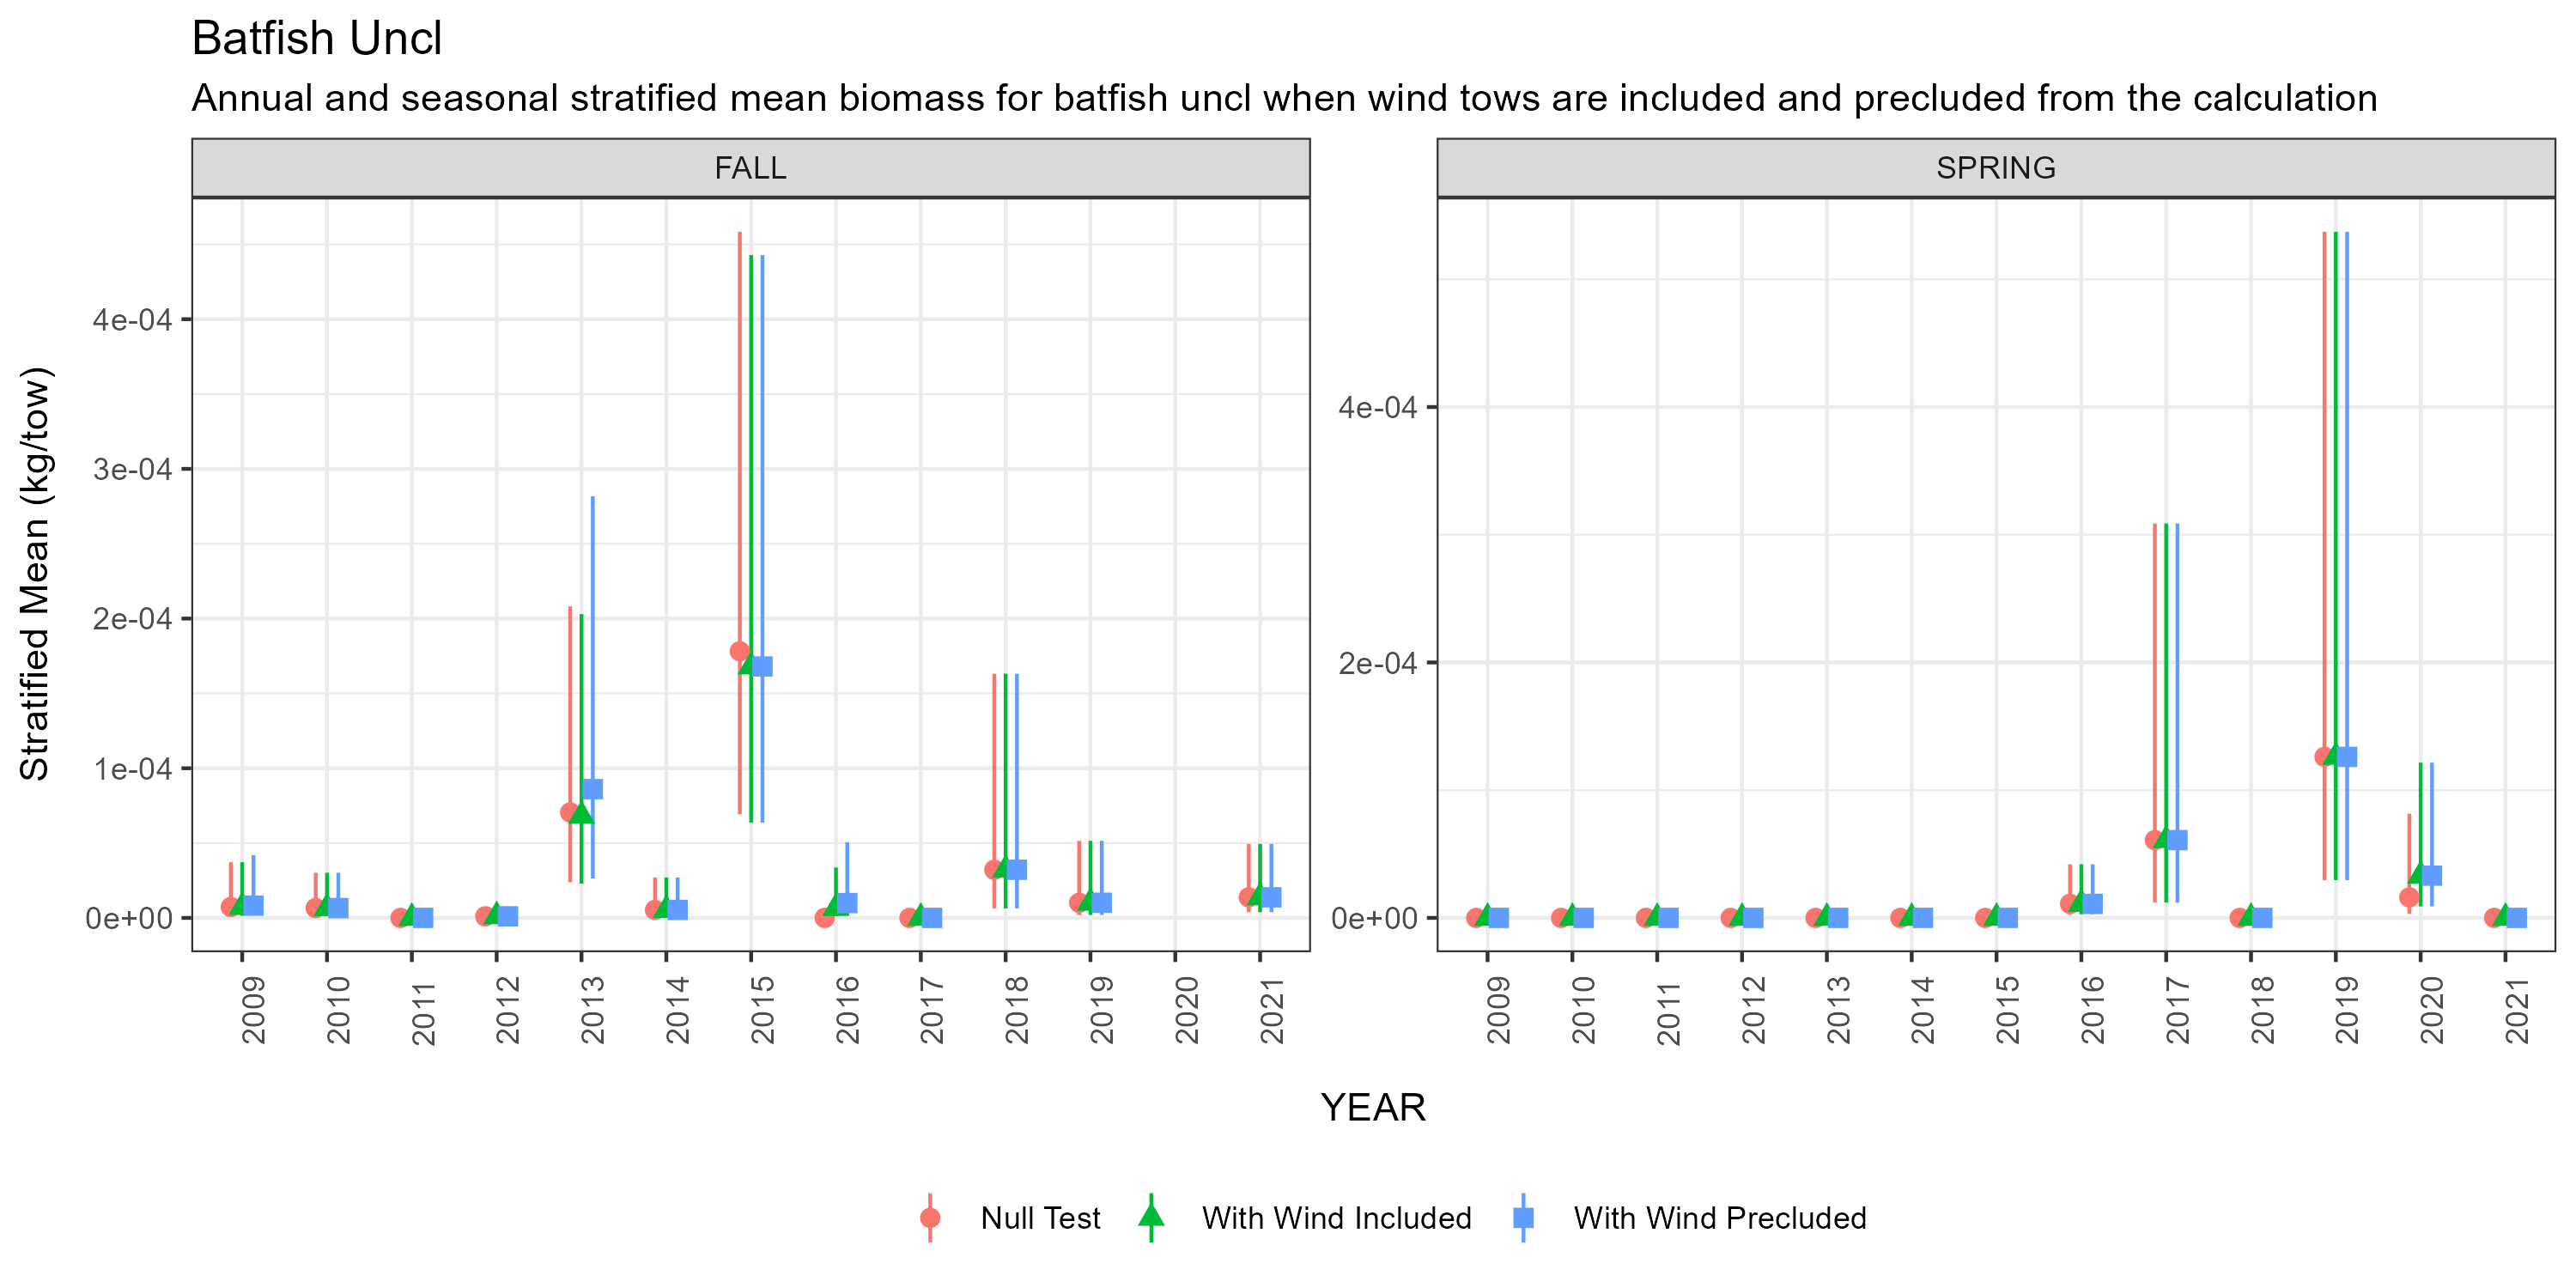 Batfish Uncl
Annual and seasonal stratified mean biomass for batfish uncl when wind tows are included and precluded from the calculation
FALL
SPRING
Stratified Mean (kg/tow)
4e-04
3e-04
2e-04
1e-04
0e+00
4e-04
2e-04
0e+00
2009 2010 2011 2012 2013 2014 2015 2016 2017 2018 2019 2020 2021
2009 2010 2011 2012 2013 2014 2015 2016 2017 2018 2019 2020 2021
YEAR
Null Test With Wind Included With Wind Precluded